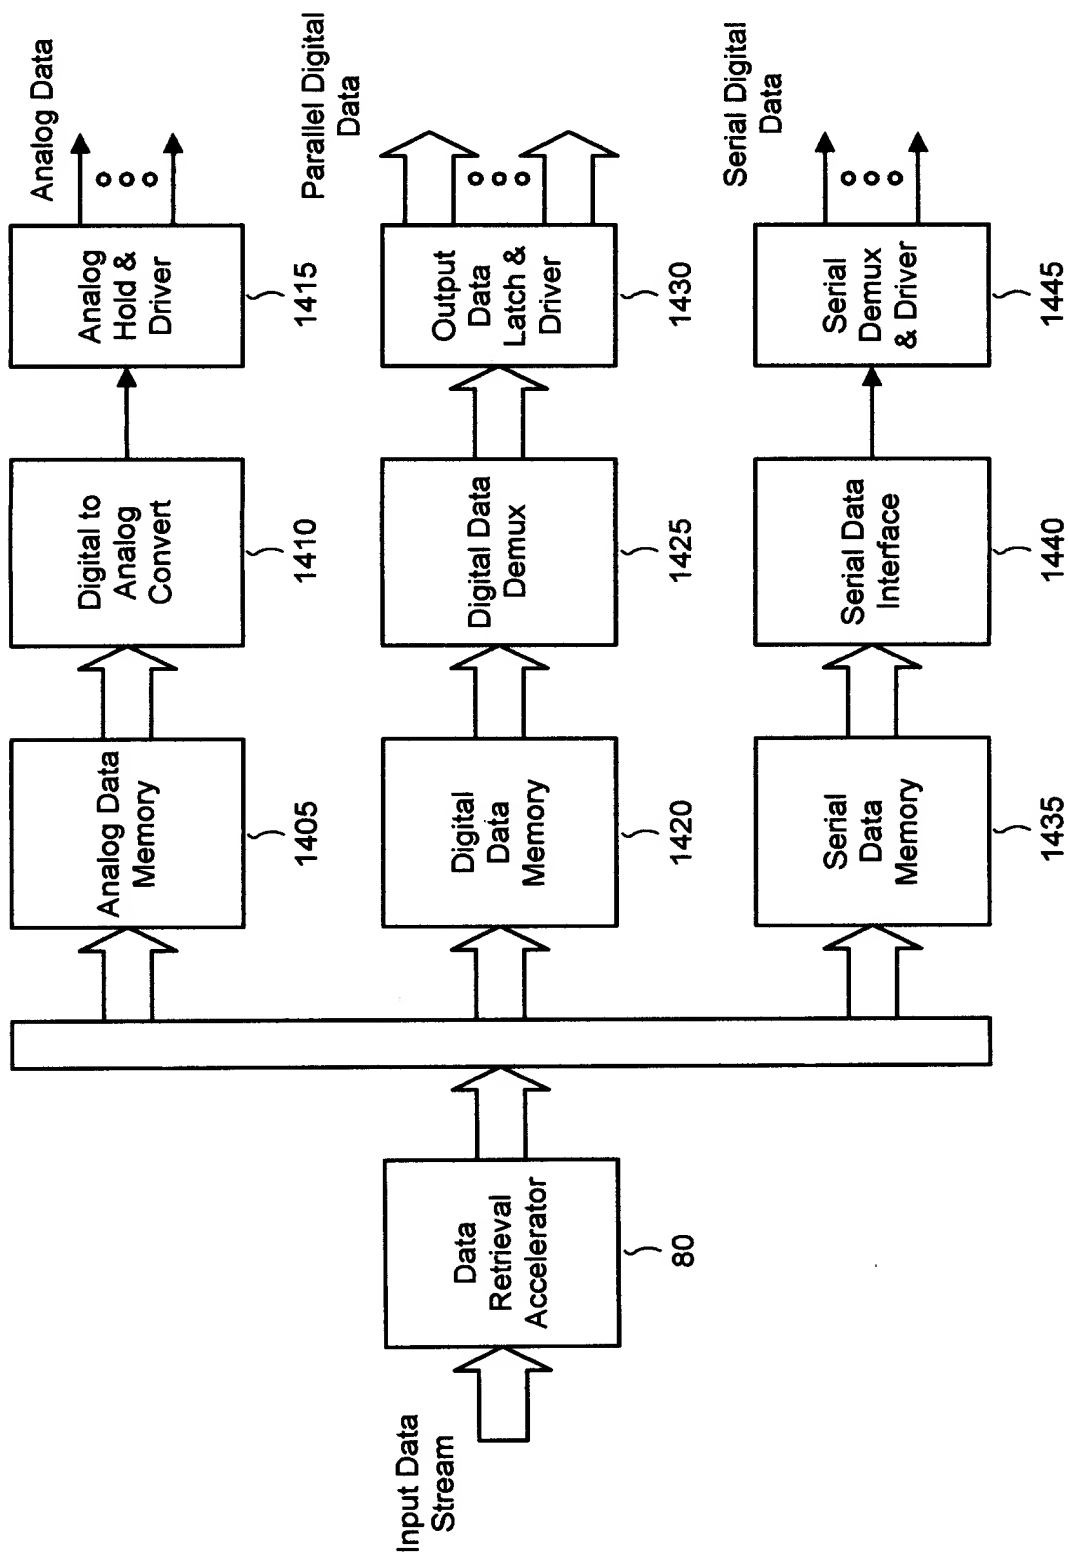 Input Data
Stream
Data
Retrieval
Accelerator
80
Analog Data
Memory
1405
Digital to
Analog
Convert
1410
Analog
Hold &
Driver
1415
Analog Data
Digital
Data
Memory
1420
Digital Data
Demux
1425
Output
Data
Latch &
Driver
1430
Parallel Digital
Data
Serial
Data
Memory
1435
Serial Data
Interface
1440
Serial
Demux
& Driver
1445
Serial Digital
Data